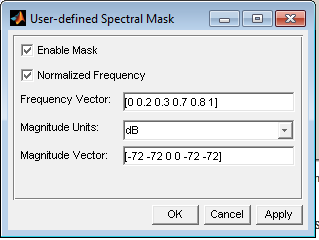 User-defined Spectral Mask
Enable Mask
Normalized Frequency
Frequency Vector: [0 0.2 0.3 0.7 0.8 1]
Magnitude Units: dB
Magnitude Vector: [-72 -72 0 0 -72 -72]
OK Cancel Apply